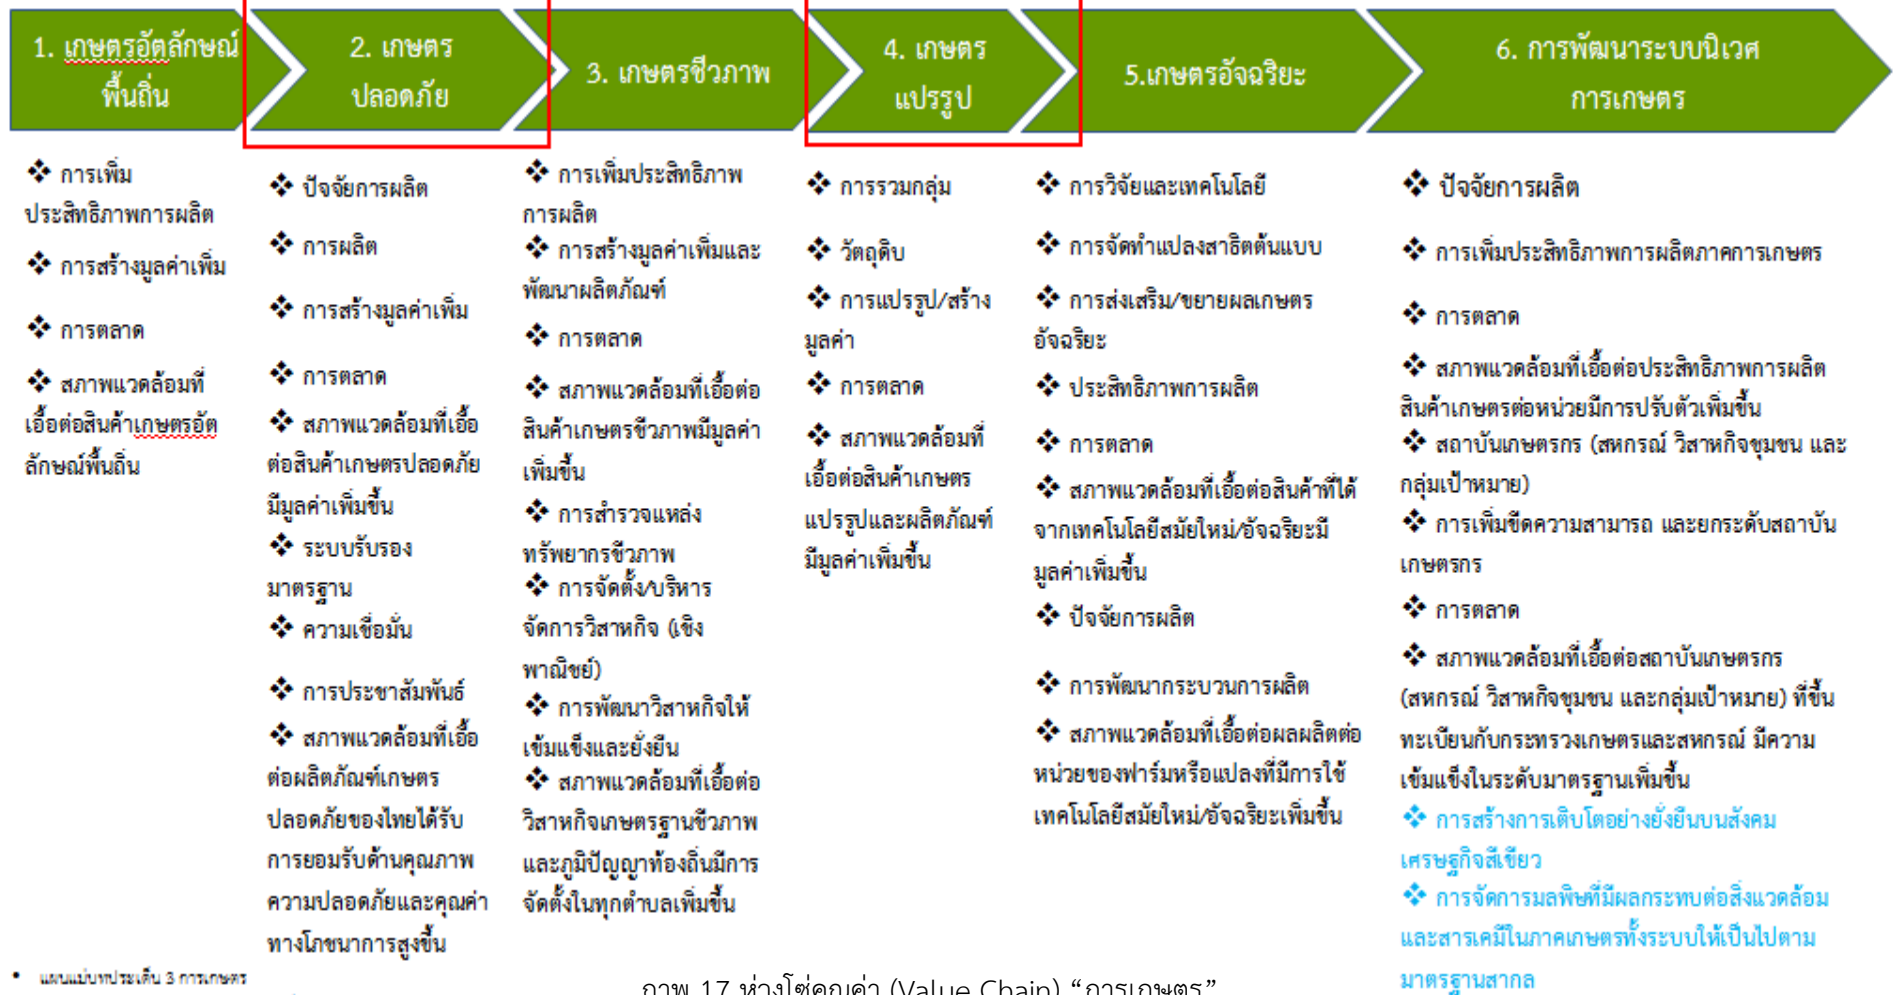 1. เกษตรอัตลักษณ์
พื้นถิ่น
2. เกษตร
ปลอดภัย
3. เกษตรชีวภาพ
4. เกษตร
แปรรูป
5.เกษตรอัจฉริยะ
6. การพัฒนาระบบนิเวศ
การเกษตร
❖ การเพิ่ม
ประสิทธิภาพการผลิต
❖ การสร้างมูลค่าเพิ่ม
❖ การตลาด
❖ สภาพแวดล้อมที่
เอื้อต่อสินค้าเกษตรอัต
ลักษณ์พื้นถิ่น
❖ ปัจจัยการผลิต
❖ การผลิต
❖ การสร้างมูลค่าเพิ่ม
❖ การตลาด
❖ สภาพแวดล้อมที่เอื้อ
ต่อสินค้าเกษตรปลอดภัย
มีมูลค่าเพิ่มขึ้น
❖ ระบบรับรอง
มาตรฐาน
❖ ความเชื่อมั่น
❖ การประชาสัมพันธ์
❖ สภาพแวดล้อมที่เอื้อ
ต่อผลิตภัณฑ์เกษตร
ปลอดภัยของไทยได้รับ
การยอมรับด้านคุณภาพ
ความปลอดภัยและคุณค่า
ทางโภชนาการสูงขึ้น
❖ การเพิ่มประสิทธิภาพ
การผลิต
❖ การสร้างมูลค่าเพิ่มและ
พัฒนาผลิตภัณฑ์
❖ การตลาด
❖ สภาพแวดล้อมที่เอื้อต่อ
สินค้าเกษตรชีวภาพมีมูลค่า
เพิ่มขึ้น
❖ การสำรวจแหล่ง
ทรัพยากรชีวภาพ
❖ การจัดตั้ง/บริหาร
จัดการวิสาหกิจ (เชิง
พาณิชย์)
❖ การพัฒนาวิสาหกิจให้
เข้มแข็งและยั่งยืน
❖ สภาพแวดล้อมที่เอื้อต่อ
วิสาหกิจเกษตรฐานชีวภาพ
และภูมิปัญญาท้องถิ่นมีการ
จัดตั้งในทุกตำบลเพิ่มขึ้น
❖ การรวมกลุ่ม
❖ วัตถุดิบ
❖ การแปรรูป/สร้าง
มูลค่า
❖ การตลาด
❖ สภาพแวดล้อมที่
เอื้อต่อสินค้าเกษตร
แปรรูปและผลิตภัณฑ์
มีมูลค่าเพิ่มขึ้น
❖ การวิจัยและเทคโนโลยี
❖ การจัดทำแปลงสาธิตต้นแบบ
❖ การส่งเสริม/ขยายผลเกษตร
อัจฉริยะ
❖ ประสิทธิภาพการผลิต
❖ การตลาด
❖ สภาพแวดล้อมที่เอื้อต่อสินค้าที่ได้
จากเทคโนโลยีสมัยใหม่/อัจฉริยะมี
มูลค่าเพิ่มขึ้น
❖ ปัจจัยการผลิต
❖ การพัฒนากระบวนการผลิต
❖ สภาพแวดล้อมที่เอื้อต่อผลผลิตต่อ
หน่วยของฟาร์มหรือแปลงที่มีการใช้
เทคโนโลยีสมัยใหม่/อัจฉริยะเพิ่มขึ้น
❖ ปัจจัยการผลิต
❖ การเพิ่มประสิทธิภาพการผลิตภาคการเกษตร
❖ การตลาด
❖ สภาพแวดล้อมที่เอื้อต่อประสิทธิภาพการผลิต
สินค้าเกษตรต่อหน่วยมีการปรับตัวเพิ่มขึ้น
❖ สถาบันเกษตรกร (สหกรณ์ วิสาหกิจชุมชน และ
กลุ่มเป้าหมาย)
❖ การเพิ่มขีดความสามารถ และยกระดับสถาบัน
เกษตรกร
❖ การตลาด
❖ สภาพแวดล้อมที่เอื้อต่อสถาบันเกษตรกร
(สหกรณ์ วิสาหกิจชุมชน และกลุ่มเป้าหมาย) ที่ขึ้น
ทะเบียนกับกระทรวงเกษตรและสหกรณ์ มีความ
เข้มแข็งในระดับมาตรฐานเพิ่มขึ้น
❖ การสร้างการเติบโตอย่างยั่งยืนบนสังคม
เศรษฐกิจสีเขียว
❖ การจัดการมลพิษที่มีผลกระทบต่อสิ่งแวดล้อม
และสารเคมีในภาคเกษตรทั้งระบบให้เป็นไปตาม
มาตรฐานสากล
• แผนแม่บทประเด็น 3 การเกษตร
ภาพ 17 ห่วงโซ่คุณค่า (Value Chain) “การเกษตร”